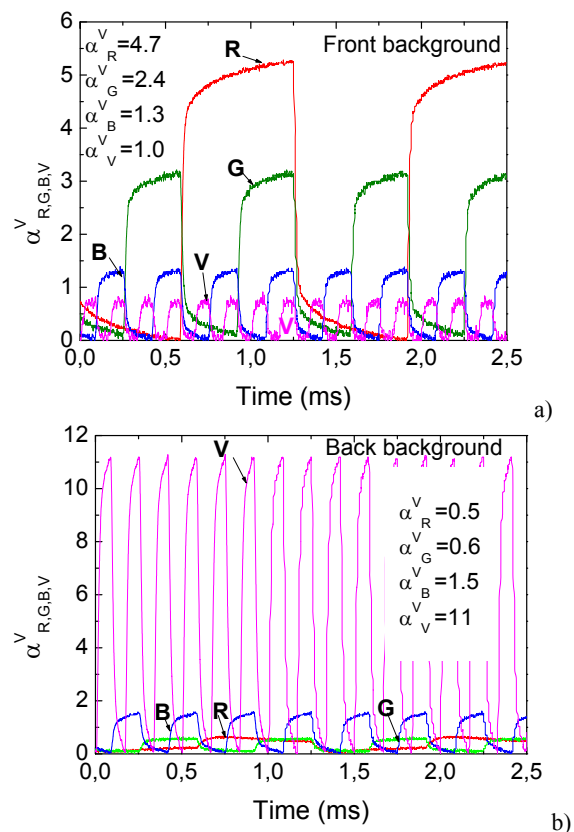 6
5
4
3
2
1
0
α^V_R,G,B,V
α^V_R=4.7
α^V_G=2.4
α^V_B=1.3
α^V_V=1.0
Front background
R
G
B
V
V
0,0 0,5 1,0 1,5 2,0 2,5
Time (ms)
a)
12
10
8
6
4
2
0
α^V_R,G,B,V
V
Back background
α^V_R=0.5
α^V_G=0.6
α^V_B=1.5
α^V_V=11
B
R
G
0,0 0,5 1,0 1,5 2,0 2,5
Time (ms)
b)